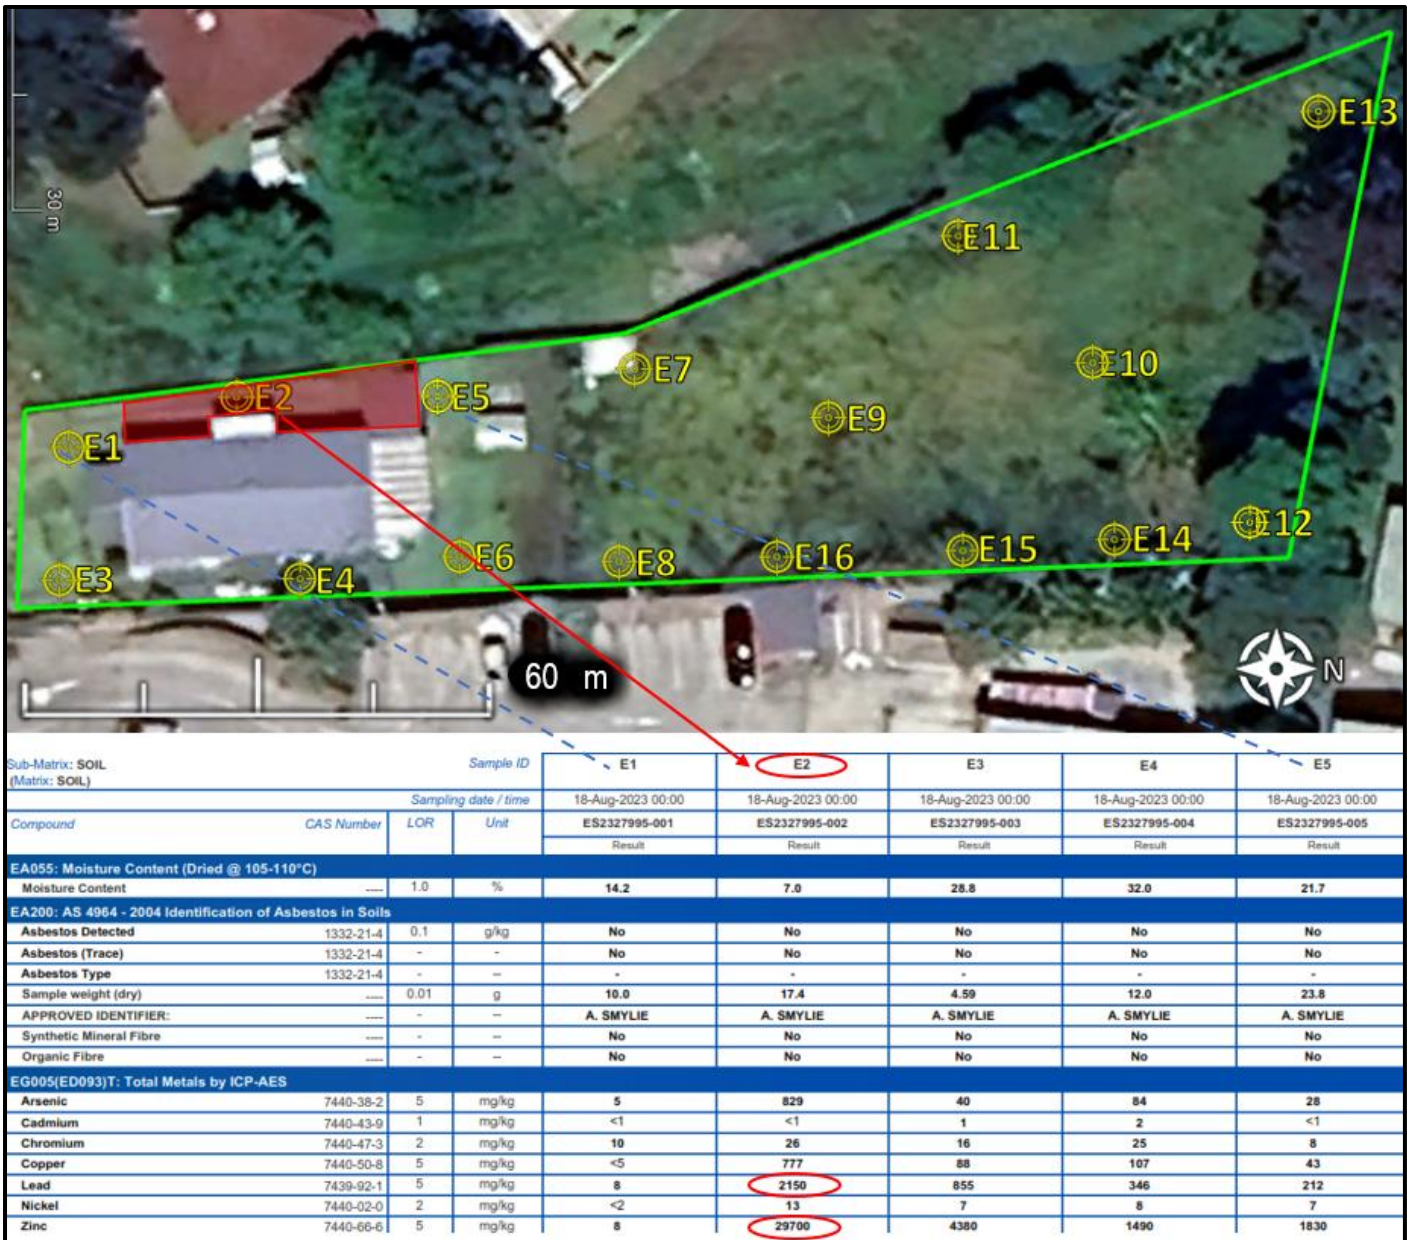 E13
30 m
E11
E7
E10
E2
E5
E9
E1
E12
E14
E15
E6
E16
E8
E3
E4
60 m
N
Sub-Matrix: SOIL Sample ID E1 E2 E3 E4 E5
(Matrix: SOIL)
Sampling date / time 18-Aug-2023 00:00 18-Aug-2023 00:00 18-Aug-2023 00:00 18-Aug-2023 00:00 18-Aug-2023 00:00
Compound CAS Number LOR Unit ES2327995-001 ES2327995-002 ES2327995-003 ES2327995-004 ES2327995-005
Result Result Result Result Result
EA055: Moisture Content (Dried @ 105-110°C)
Moisture Content ---- 1.0 % 14.2 7.0 28.8 32.0 21.7
EA200: AS 4964 - 2004 Identification of Asbestos in Soils
Asbestos Detected 1332-21-4 0.1 g/kg No No No No No
Asbestos (Trace) 1332-21-4 - - No No No No No
Asbestos Type 1332-21-4 - -- - - - - -
Sample weight (dry) ---- 0.01 g 10.0 17.4 4.59 12.0 23.8
APPROVED IDENTIFIER: ---- - -- A. SMYLIE A. SMYLIE A. SMYLIE A. SMYLIE A. SMYLIE
Synthetic Mineral Fibre ---- - -- No No No No No
Organic Fibre ---- - -- No No No No No
EG005(ED093)T: Total Metals by ICP-AES
Arsenic 7440-38-2 5 mg/kg 5 829 40 84 28
Cadmium 7440-43-9 1 mg/kg <1 <1 1 2 <1
Chromium 7440-47-3 2 mg/kg 10 26 16 25 8
Copper 7440-50-8 5 mg/kg <5 777 88 107 43
Lead 7439-92-1 5 mg/kg 8 2150 855 346 212
Nickel 7440-02-0 2 mg/kg <2 13 7 8 7
Zinc 7440-66-6 5 mg/kg 8 29700 4380 1490 1830